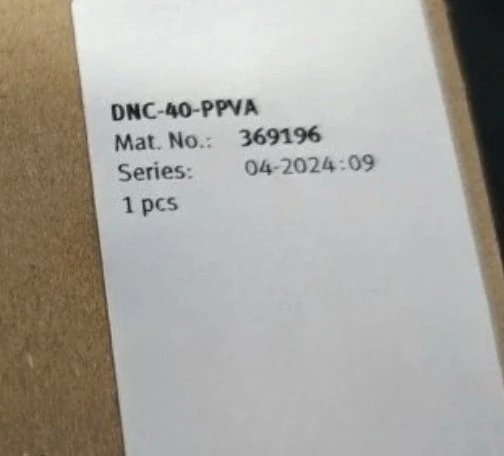 DNC-40-PPVA
Mat. No.: 369196
Series: 04-2024:09
1 pcs